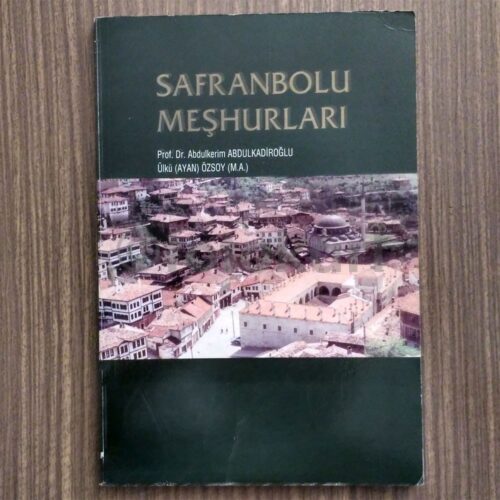 SAFRANBOLU
MEŞHURLARI
Prof. Dr. Abdulkerim ABDULKADİROĞLU
Ülkü (AYAN) ÖZSOY (M.A.)